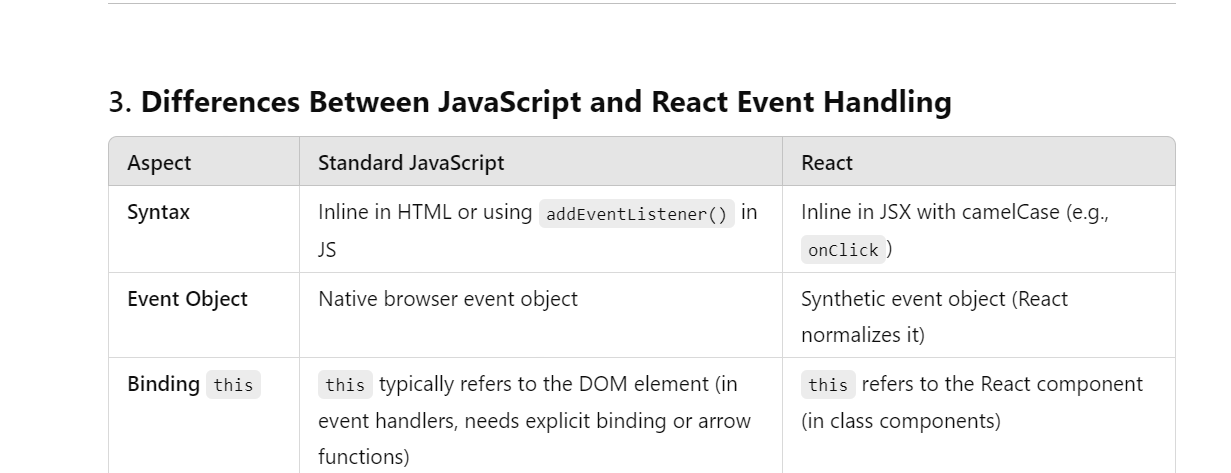 3. Differences Between JavaScript and React Event Handling
Aspect Standard JavaScript React
Syntax Inline in HTML or using addEventListener() in Inline in JSX with camelCase (e.g.,
JS onClick )
Event Object Native browser event object Synthetic event object (React
normalizes it)
Binding this this typically refers to the DOM element (in this refers to the React component
event handlers, needs explicit binding or arrow (in class components)
functions)